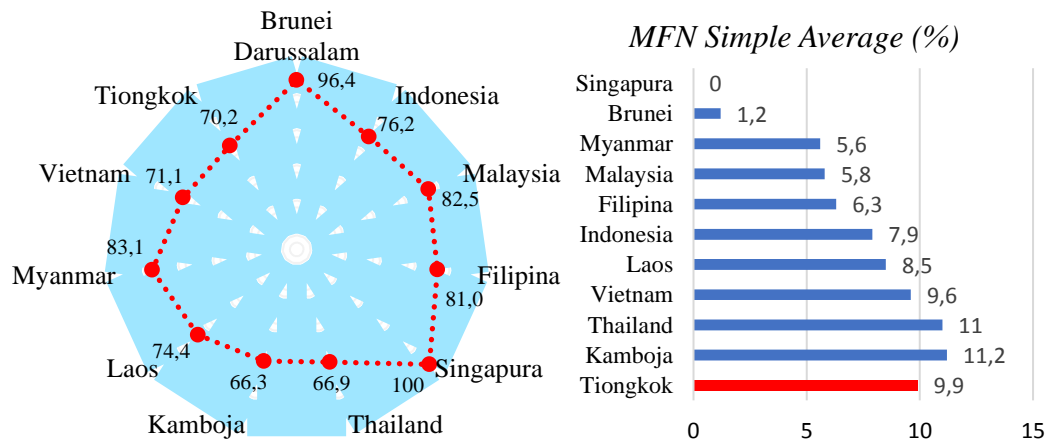 Brunei
Darussalam
96,4
Indonesia
76,2
Malaysia
82,5
Filipina
81,0
Singapura
100
Thailand
66,9
Kamboja
66,3
Laos
74,4
Myanmar
83,1
Vietnam
71,1
Tiongkok
70,2
MFN Simple Average (%)
Singapura 0
Brunei 1,2
Myanmar 5,6
Malaysia 5,8
Filipina 6,3
Indonesia 7,9
Laos 8,5
Vietnam 9,6
Thailand 11
Kamboja 11,2
Tiongkok 9,9
0 5 10 15